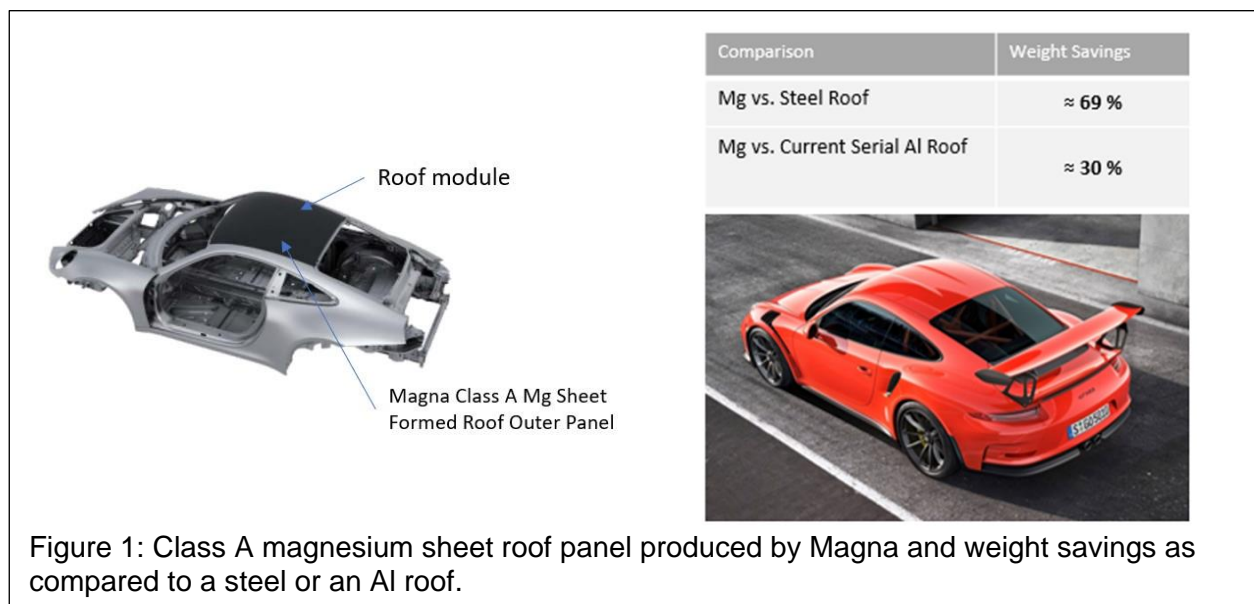 Comparison Weight Savings
Mg vs. Steel Roof ≈ 69 %
Mg vs. Current Serial Al Roof ≈ 30 %
Roof module
Magna Class A Mg Sheet
Formed Roof Outer Panel
Figure 1: Class A magnesium sheet roof panel produced by Magna and weight savings as
compared to a steel or an Al roof.